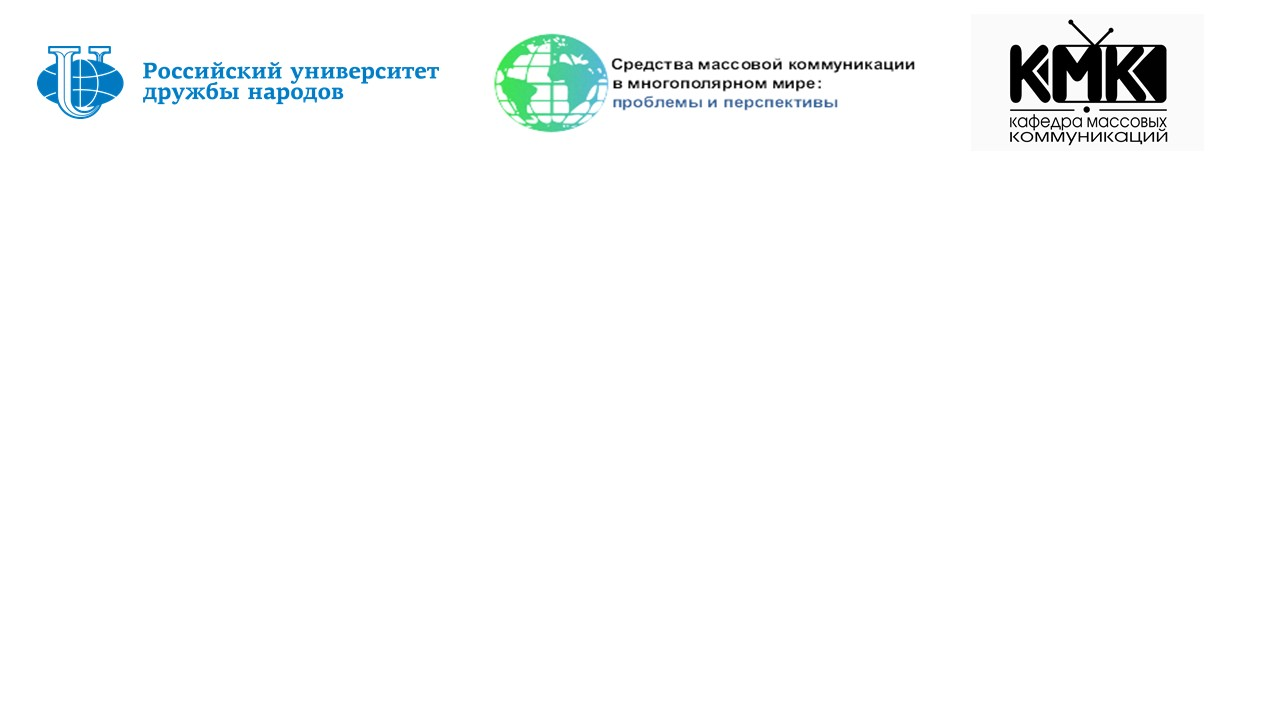 Российский университет
дружбы народов
Средства массовой коммуникации
в многополярном мире:
проблемы и перспективы
КМК
кафедра массовых
коммуникаций